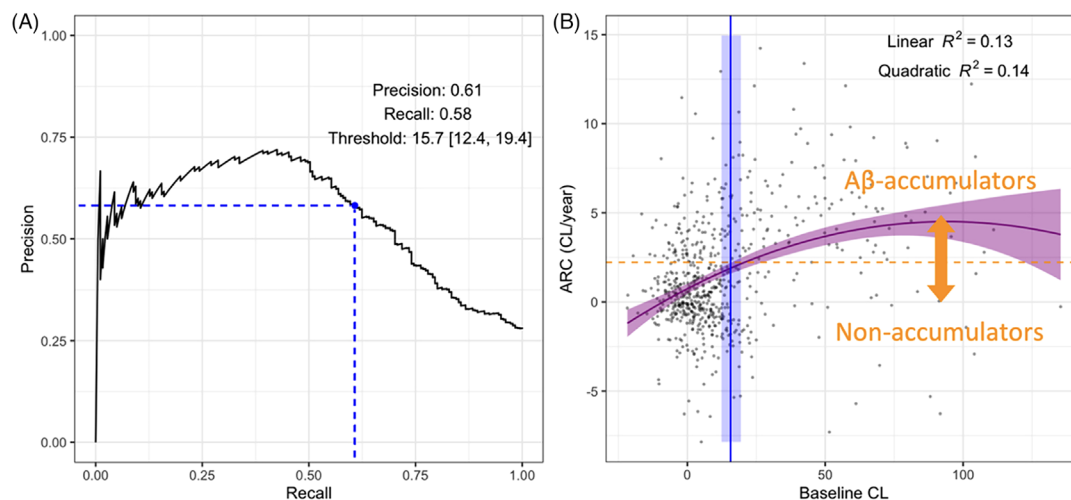 (A)
1.00
0.75
0.50
0.25
0.00
Precision
Precision: 0.61
Recall: 0.58
Threshold: 15.7 [12.4, 19.4]
0.00 0.25 0.50 0.75 1.00
Recall
(B)
15
10
5
0
-5
ARC (CL/year)
Linear R² = 0.13
Quadratic R² = 0.14
Aβ-accumulators
Non-accumulators
0 50 100
Baseline CL